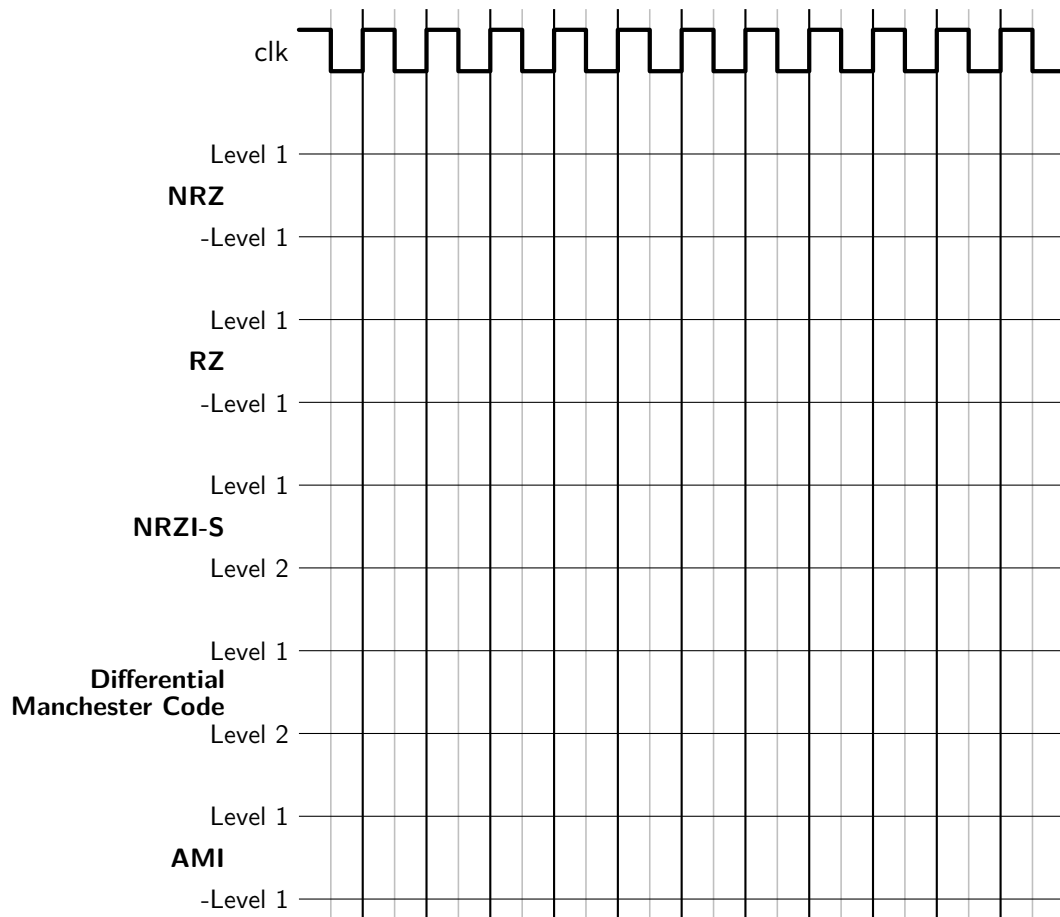 clk
Level 1
NRZ
-Level 1
Level 1
RZ
-Level 1
Level 1
NRZI-S
Level 2
Level 1
Differential
Manchester Code
Level 2
Level 1
AMI
-Level 1